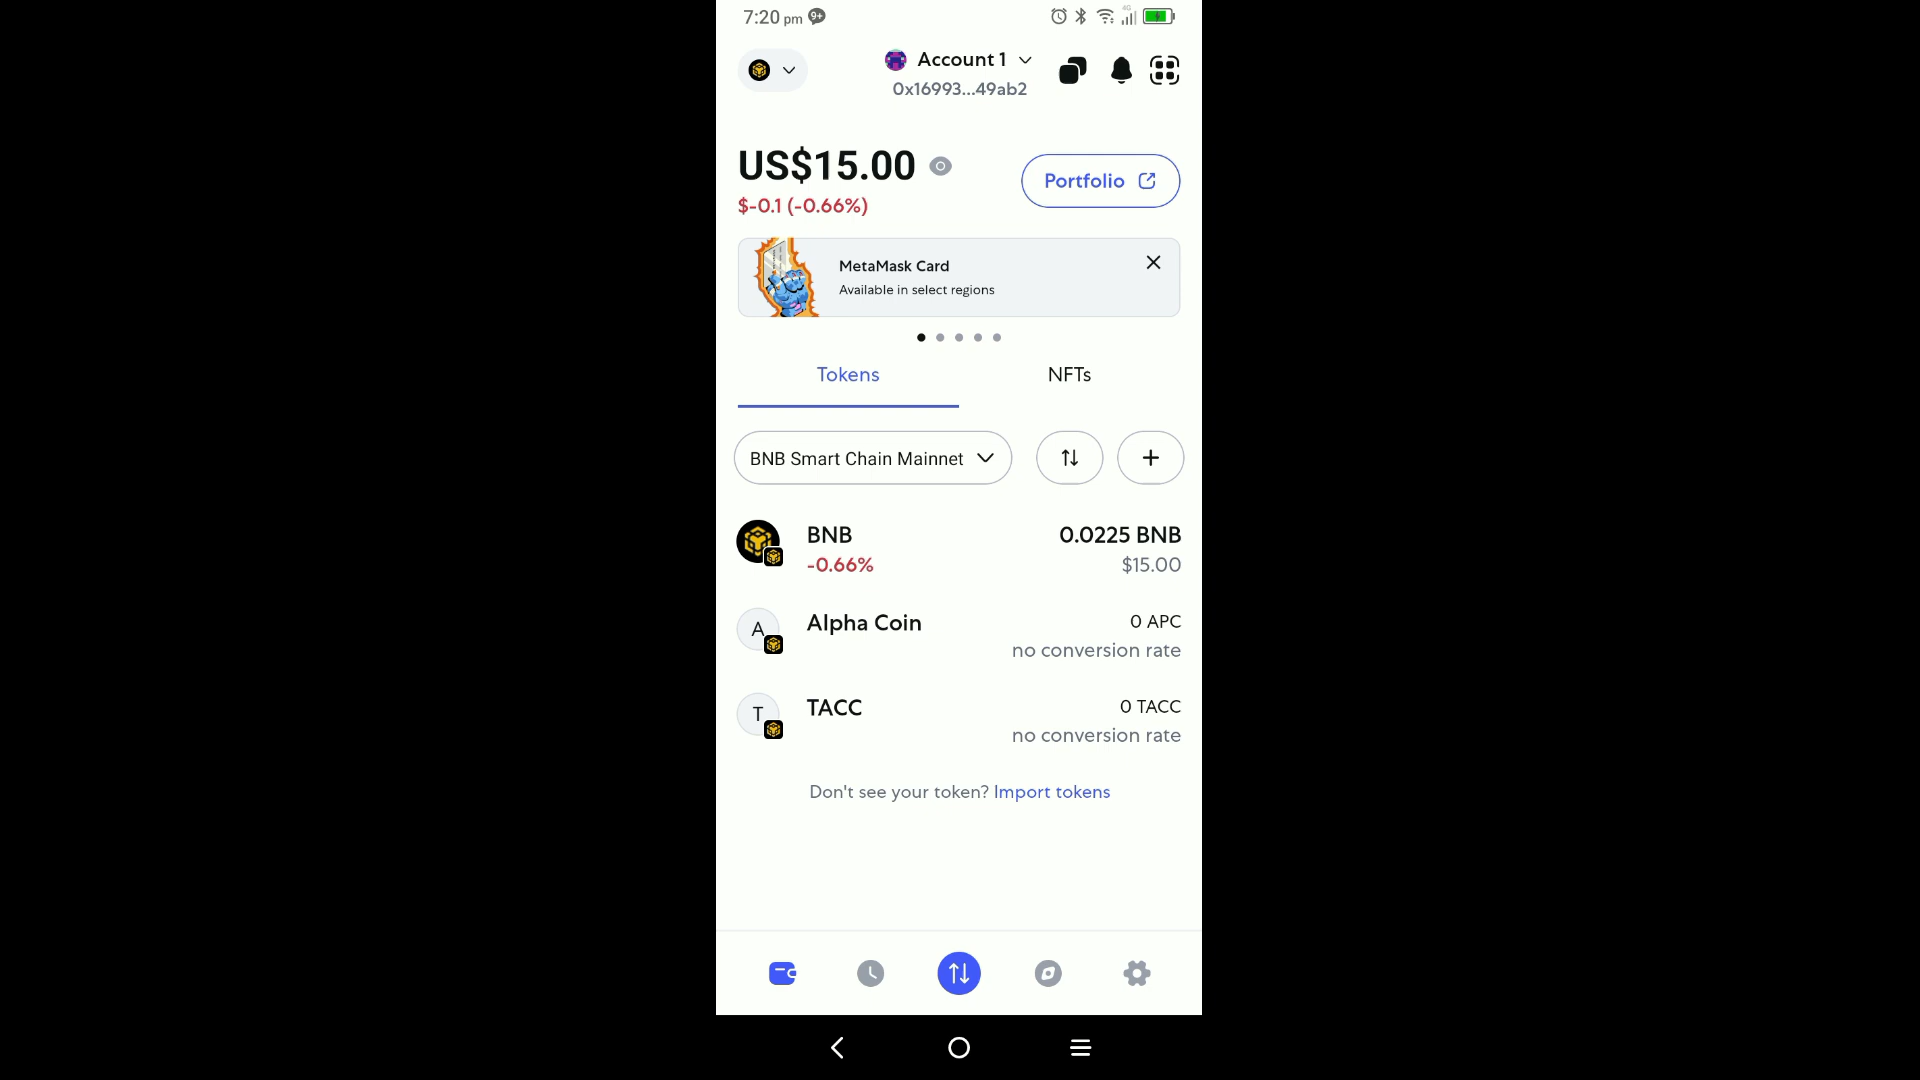 7:20 pm 9+
4G
Account 1
0x16993...49ab2
US$15.00
$-0.1 (-0.66%)
Portfolio
MetaMask Card
Available in select regions
Tokens NFTs
BNB Smart Chain Mainnet
BNB 0.0225 BNB
-0.66% $15.00
A Alpha Coin 0 APC
no conversion rate
T TACC 0 TACC
no conversion rate
Don't see your token? Import tokens